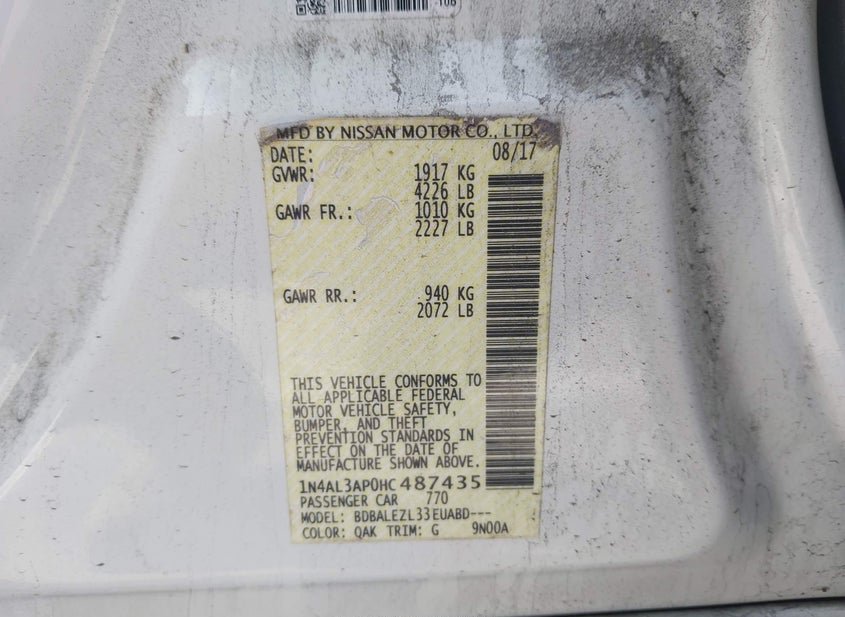 106
MFD BY NISSAN MOTOR CO., LTD.
DATE: 08/17
GVWR: 1917 KG
4226 LB
GAWR FR.: 1010 KG
2227 LB
GAWR RR.: 940 KG
2072 LB
THIS VEHICLE CONFORMS TO
ALL APPLICABLE FEDERAL
MOTOR VEHICLE SAFETY,
BUMPER, AND THEFT
PREVENTION STANDARDS IN
EFFECT ON THE DATE OF
MANUFACTURE SHOWN ABOVE.
1N4AL3AP0HC487435
PASSENGER CAR 770
MODEL: BDBALEZL33EUABD---
COLOR: QAK TRIM: G 9N00A